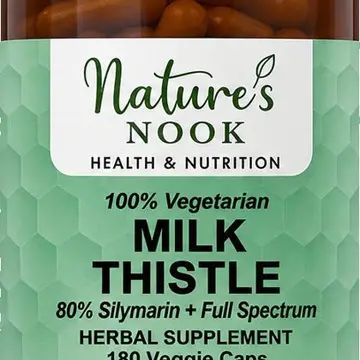 Nature's
NOOK
HEALTH & NUTRITION
100% Vegetarian
MILK
THISTLE
80% Silymarin + Full Spectrum
HERBAL SUPPLEMENT
180 Veggie Caps